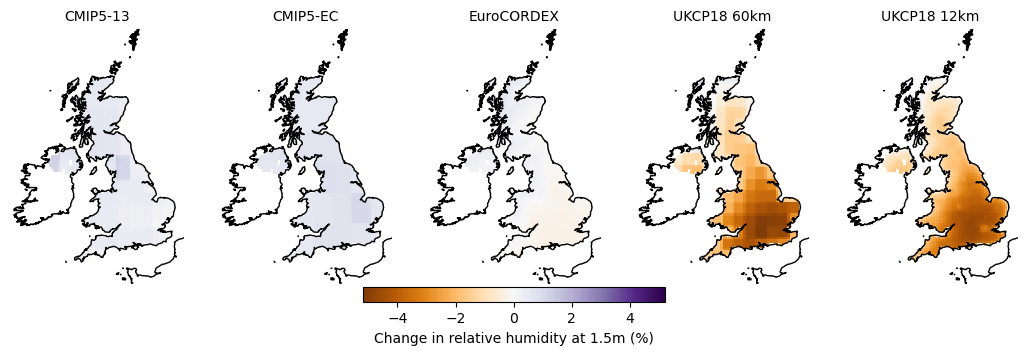 CMIP5-13 CMIP5-EC EuroCORDEX UKCP18 60km UKCP18 12km
−4 −2 0 2 4
Change in relative humidity at 1.5m (%)